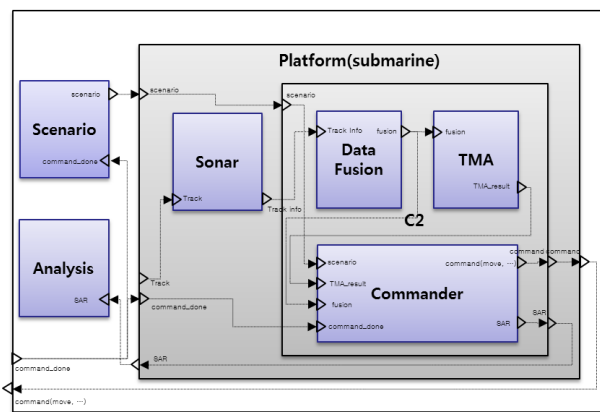 Platform(submarine)
scenario
scenario
Scenario
command_done
scenario
Sonar
Track
Track info
Track Info
fusion
Data
Fusion
fusion
TMA
TMA_result
C2
Analysis
SAR
Track
command_done
scenario
TMA_result
fusion
command_done
Commander
command(move, ...)
SAR
command
command
SAR
SAR
command_done
command(move, ...)